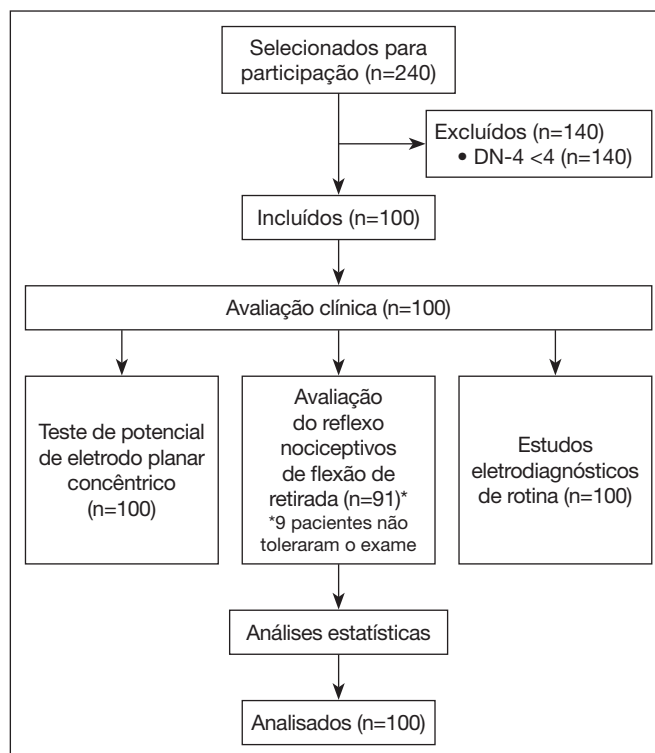 Selecionados para
participação (n=240)
Excluídos (n=140)
• DN-4 <4 (n=140)
Incluídos (n=100)
Avaliação clínica (n=100)
Teste de potencial
de eletrodo planar
concêntrico
(n=100)
Avaliação
do reflexo
nociceptivos
de flexão de
retirada (n=91)*
*9 pacientes não
toleraram o exame
Estudos
eletrodiagnósticos
de rotina (n=100)
Análises estatísticas
Analisados (n=100)